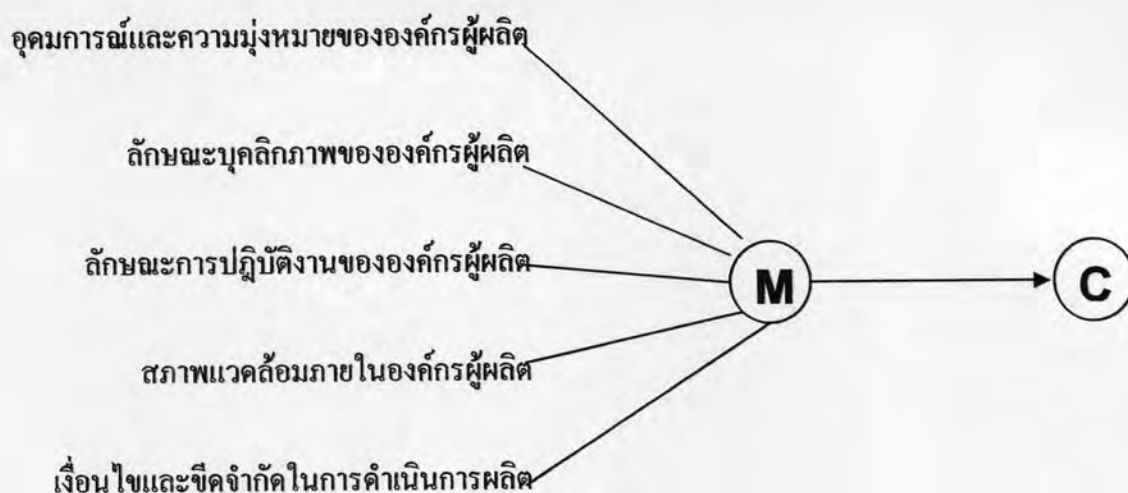 อุดมการณ์และความมุ่งหมายขององค์กรผู้ผลิต
ลักษณะบุคลิกภาพขององค์กรผู้ผลิต
ลักษณะการปฏิบัติงานขององค์กรผู้ผลิต
M
C
สภาพแวดล้อมภายในองค์กรผู้ผลิต
เงื่อนไขและขีดจำกัดในการดำเนินการผลิต